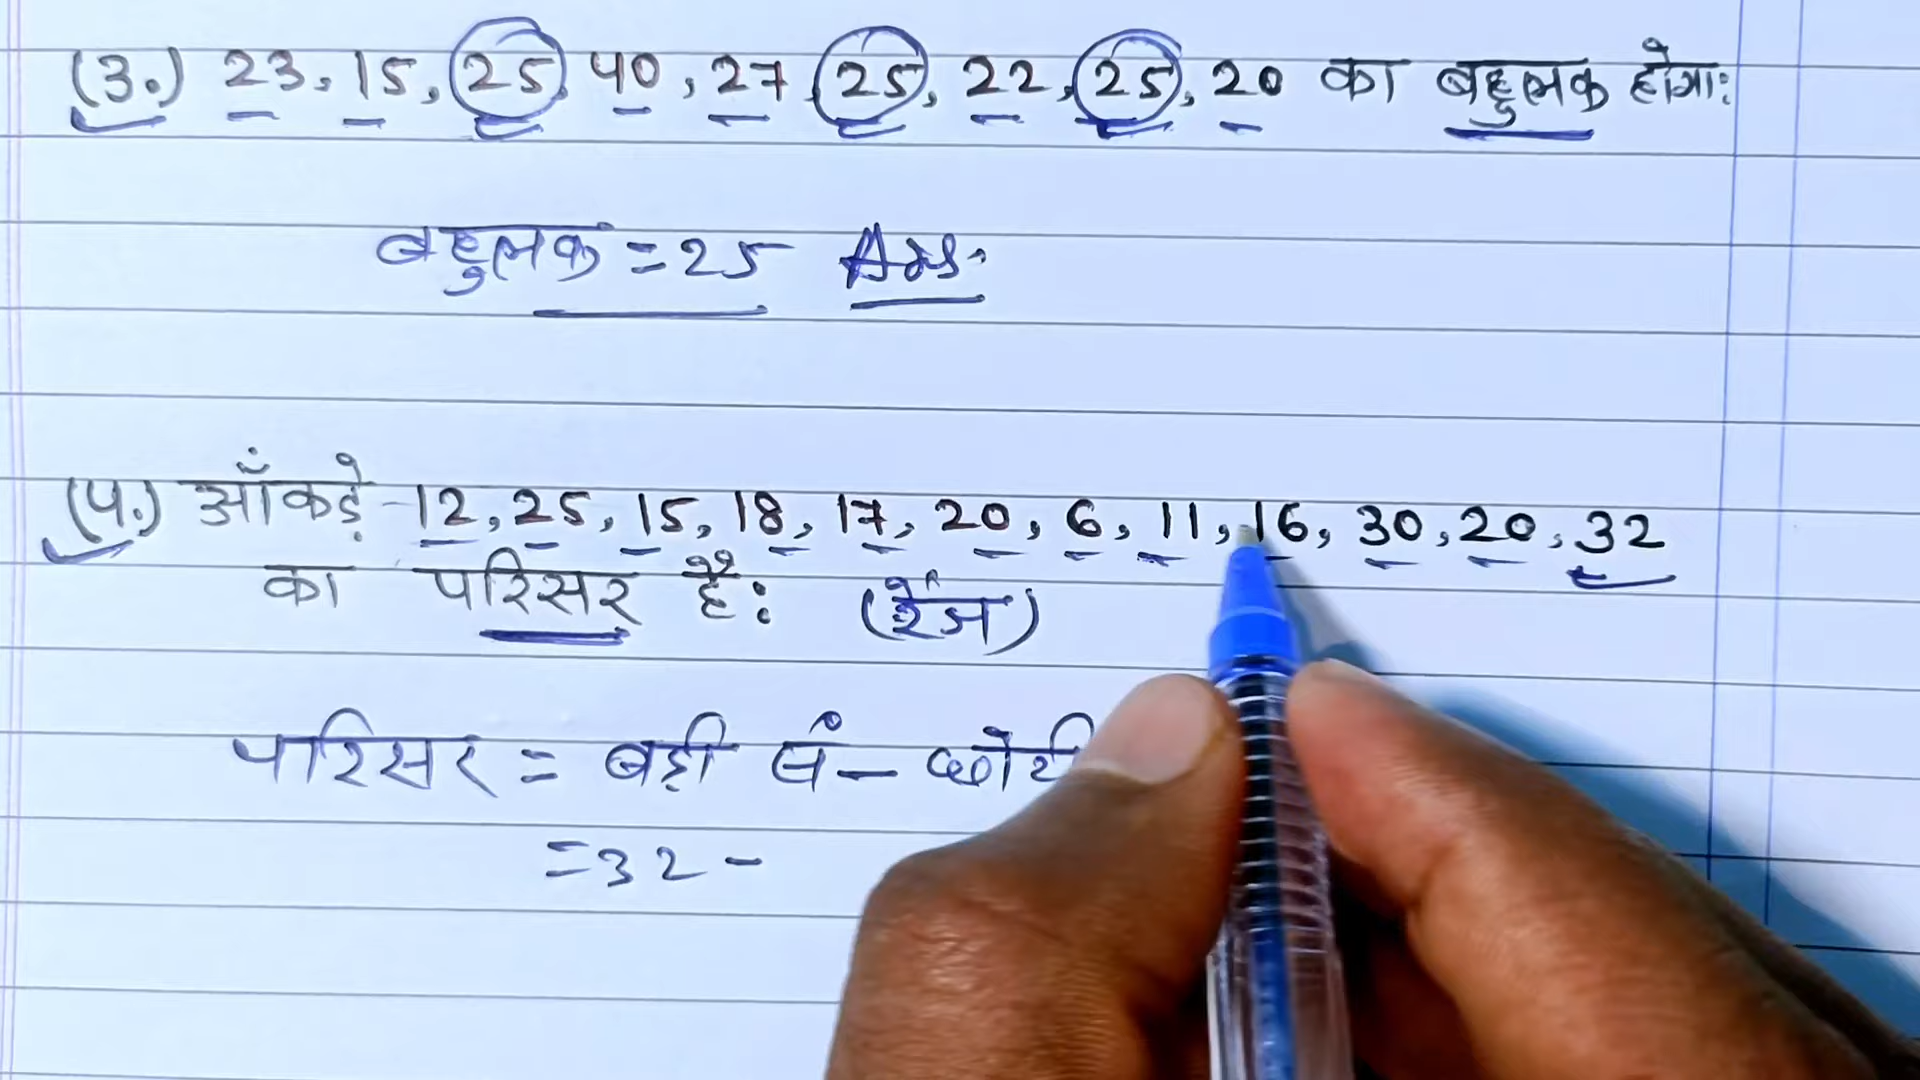 (3.) 23, 15, 25, 40, 27, 25, 22, 25, 20 का बहुलक होगा:
बहुलक = 25 Ans.
(4.) आँकड़े 12, 25, 15, 18, 17, 20, 6, 11, 16, 30, 20, 32
का परिसर है: (रेंज)
परिसर = बड़ी सं - छोटी
= 32 -